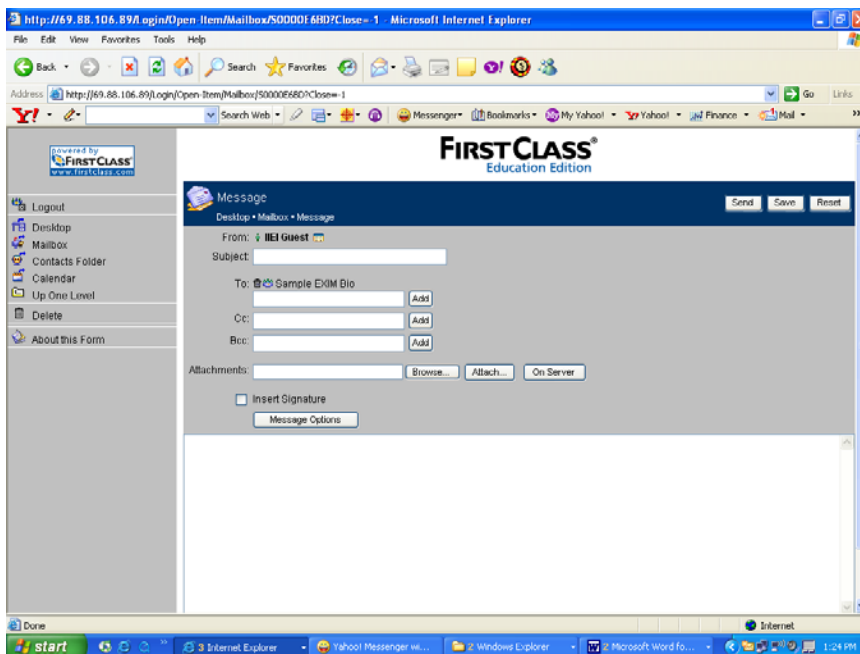 http://69.88.106.89/Login/Open-Item/Mailbox/S0000E6BD?Close=-1 - Microsoft Internet Explorer
File Edit View Favorites Tools Help
Back Search Favorites
Address http://69.88.106.89/Login/Open-Item/Mailbox/S0000E6BD?Close=-1 Go Links
Y! Search Web Messenger Bookmarks My Yahoo! Yahoo! Finance Mail
powered by
FIRSTCLASS
www.firstclass.com
FIRSTCLASS®
Education Edition
Logout
Desktop
Mailbox
Contacts Folder
Calendar
Up One Level
Delete
About this Form
Message
Desktop • Mailbox • Message
Send Save Reset
From: IIEI Guest
Subject:
To: Sample EXIM Bio
Add
Cc: Add
Bcc: Add
Attachments: Browse... Attach... On Server
Insert Signature
Message Options
Done Internet
start 3 Internet Explorer Yahoo! Messenger wi... 2 Windows Explorer 2 Microsoft Word fo... 1:24 PM